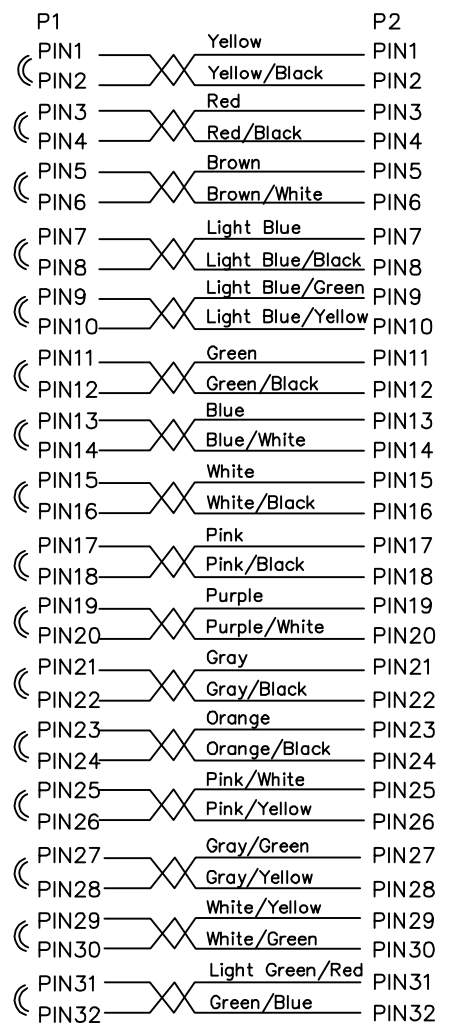 P1 P2
PIN1 Yellow PIN1
PIN2 Yellow/Black PIN2
PIN3 Red PIN3
PIN4 Red/Black PIN4
PIN5 Brown PIN5
PIN6 Brown/White PIN6
PIN7 Light Blue PIN7
PIN8 Light Blue/Black PIN8
PIN9 Light Blue/Green PIN9
PIN10 Light Blue/Yellow PIN10
PIN11 Green PIN11
PIN12 Green/Black PIN12
PIN13 Blue PIN13
PIN14 Blue/White PIN14
PIN15 White PIN15
PIN16 White/Black PIN16
PIN17 Pink PIN17
PIN18 Pink/Black PIN18
PIN19 Purple PIN19
PIN20 Purple/White PIN20
PIN21 Gray PIN21
PIN22 Gray/Black PIN22
PIN23 Orange PIN23
PIN24 Orange/Black PIN24
PIN25 Pink/White PIN25
PIN26 Pink/Yellow PIN26
PIN27 Gray/Green PIN27
PIN28 Gray/Yellow PIN28
PIN29 White/Yellow PIN29
PIN30 White/Green PIN30
PIN31 Light Green/Red PIN31
PIN32 Green/Blue PIN32